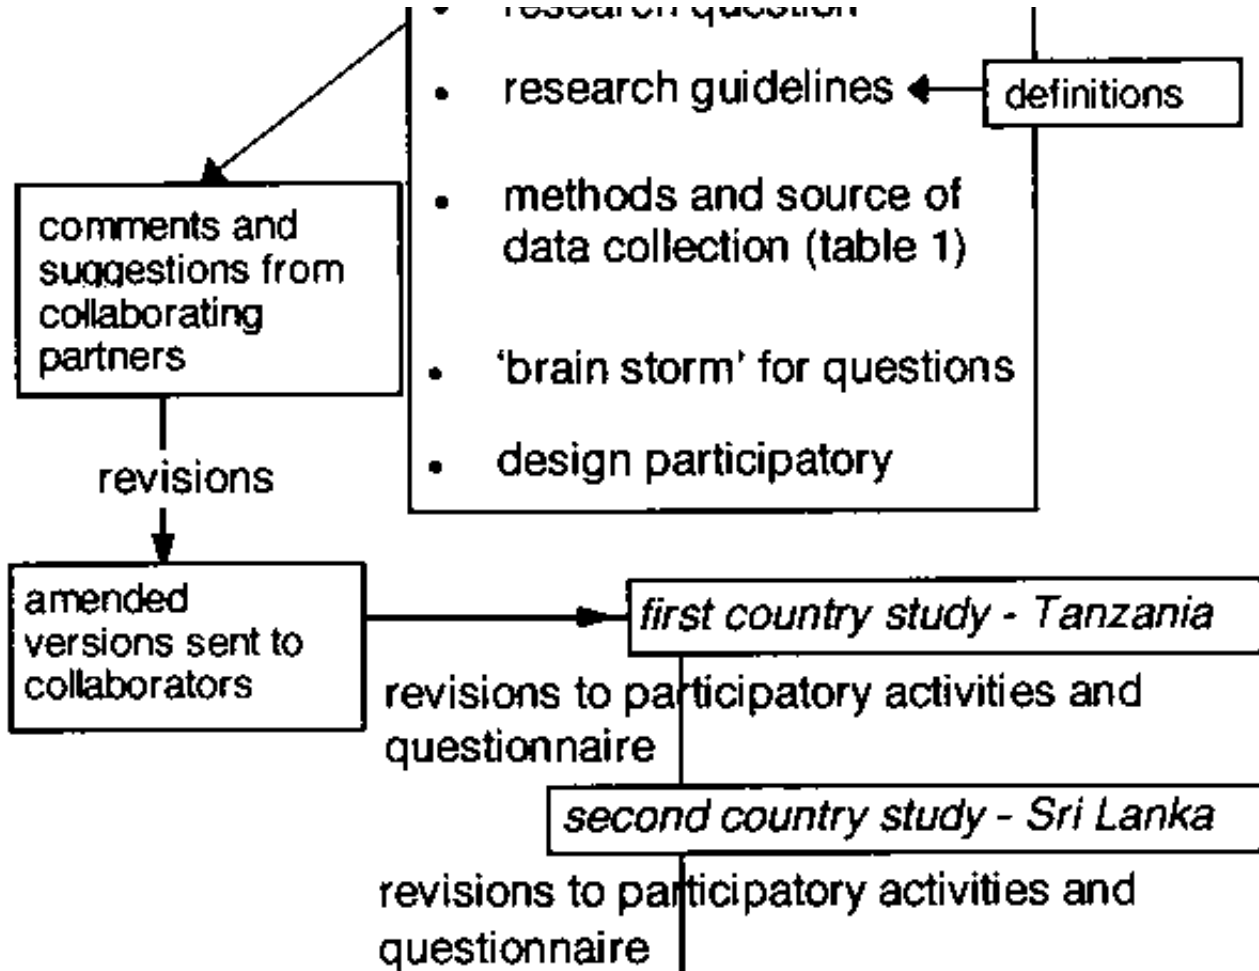 research question
research guidelines
definitions
methods and source of
data collection (table 1)
'brain storm' for questions
design participatory
comments and
suggestions from
collaborating
partners
revisions
amended
versions sent to
collaborators
first country study - Tanzania
revisions to participatory activities and
questionnaire
second country study - Sri Lanka
revisions to participatory activities and
questionnaire